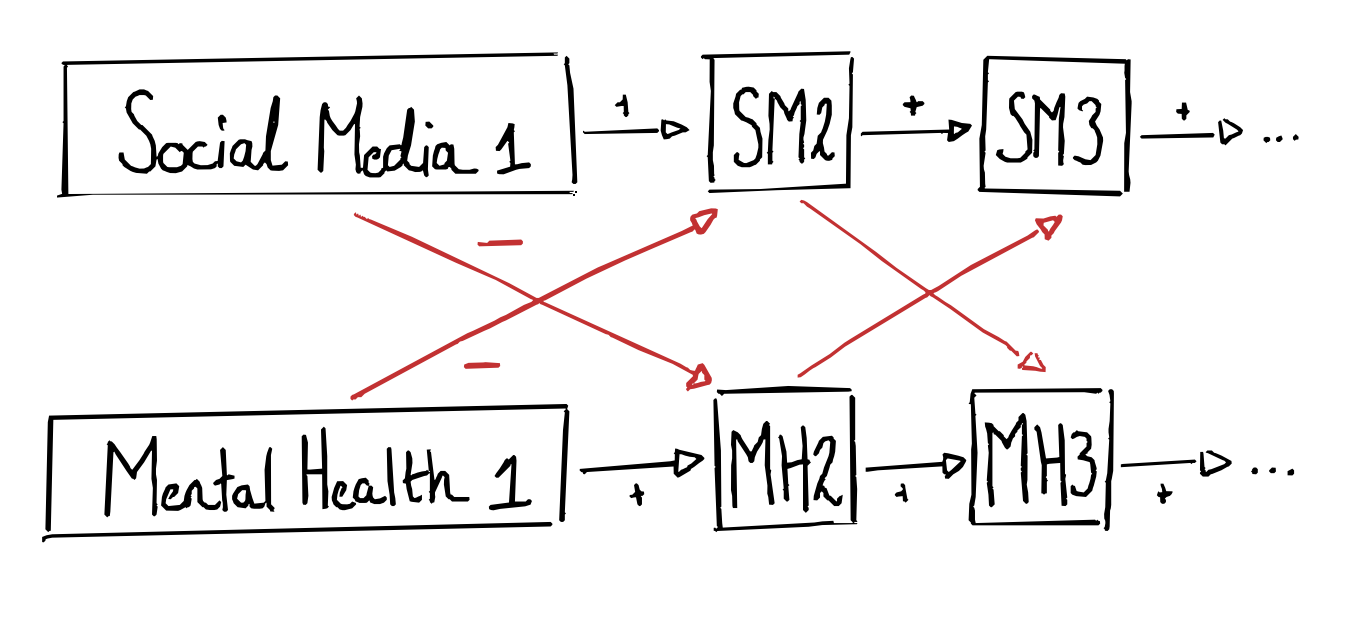 Social Media 1 + SM2 + SM3 + ...
−
−
Mental Health 1 + MH2 + MH3 + ...